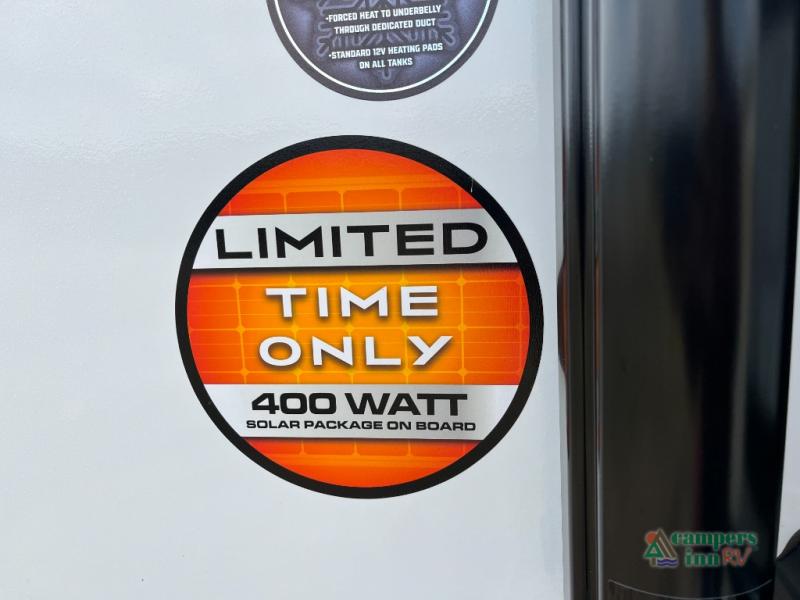 •FORCED HEAT TO UNDERBELLY
THROUGH DEDICATED DUCT
•STANDARD 12V HEATING PADS
ON ALL TANKS
LIMITED
TIME
ONLY
400 WATT
SOLAR PACKAGE ON BOARD
campers
inn RV